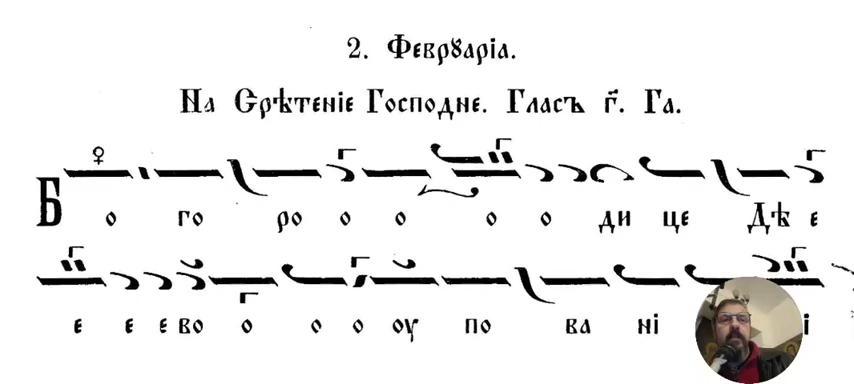 2. Феврꙋарїа.
На Срѣтенїе Господне. Гласъ г҃. Га.
Б о го ро о о о о ди це Дѣ е
е е е во о о о оу по ва нї ї